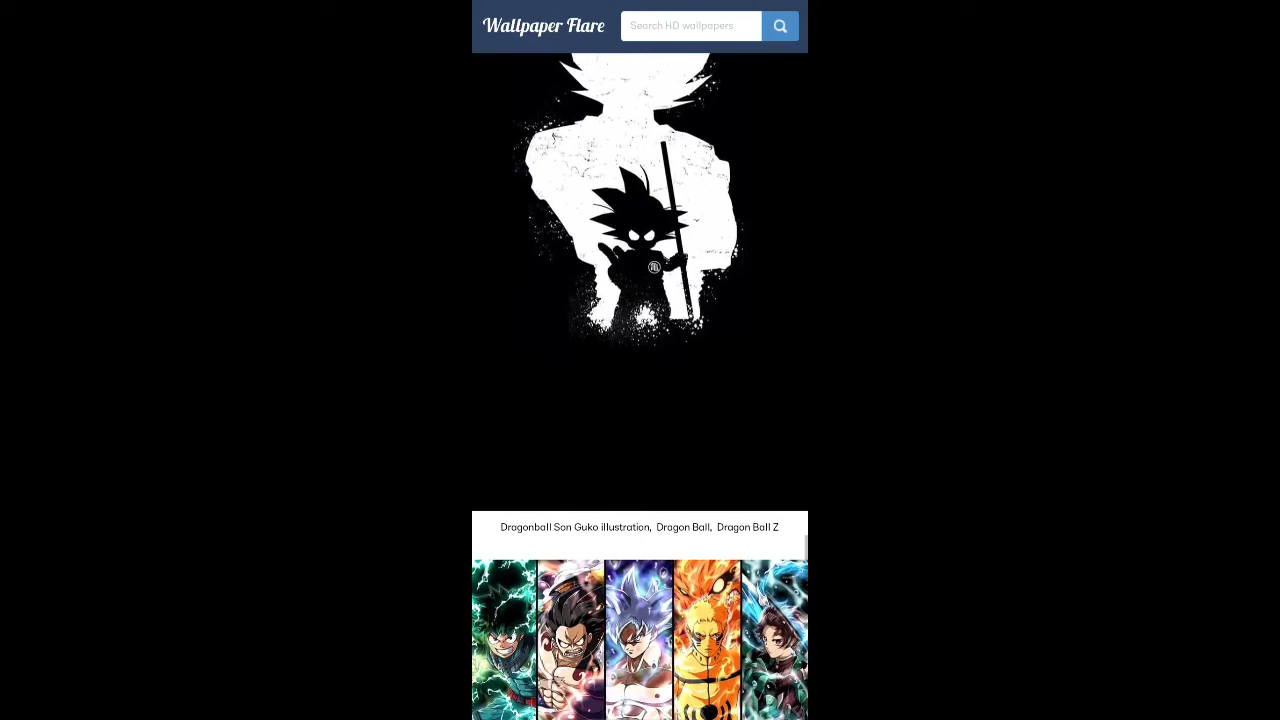 Wallpaper Flare
Search HD wallpapers
Dragonball Son Guko illustration, Dragon Ball, Dragon Ball Z